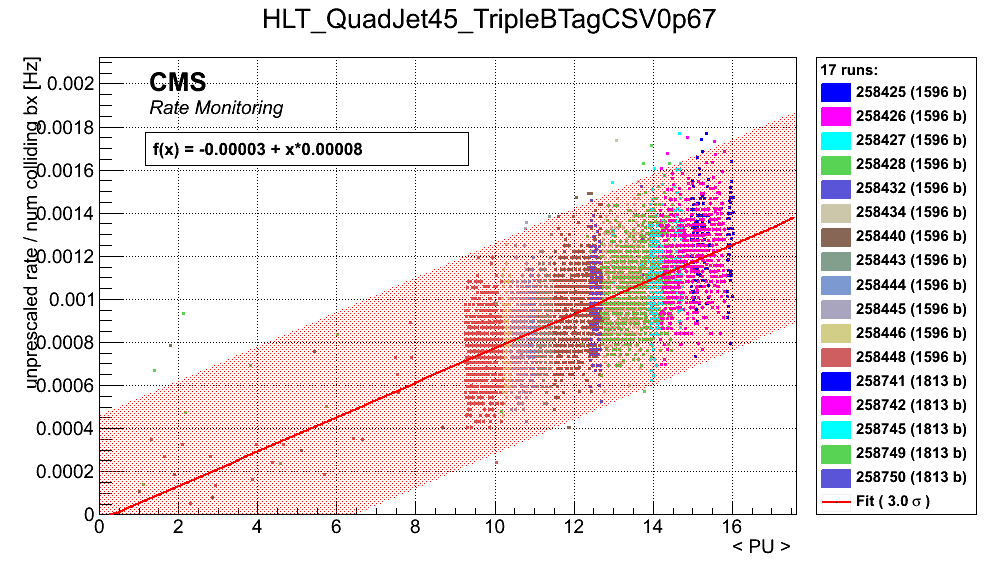 HLT_QuadJet45_TripleBTagCSV0p67
unprescaled rate / num colliding bx [Hz]
CMS
Rate Monitoring
f(x) = -0.00003 + x*0.00008
0.002
0.0018
0.0016
0.0014
0.0012
0.001
0.0008
0.0006
0.0004
0.0002
0
0 2 4 6 8 10 12 14 16
< PU >
17 runs:
258425 (1596 b)
258426 (1596 b)
258427 (1596 b)
258428 (1596 b)
258432 (1596 b)
258434 (1596 b)
258440 (1596 b)
258443 (1596 b)
258444 (1596 b)
258445 (1596 b)
258446 (1596 b)
258448 (1596 b)
258741 (1813 b)
258742 (1813 b)
258745 (1813 b)
258749 (1813 b)
258750 (1813 b)
Fit ( 3.0 σ )